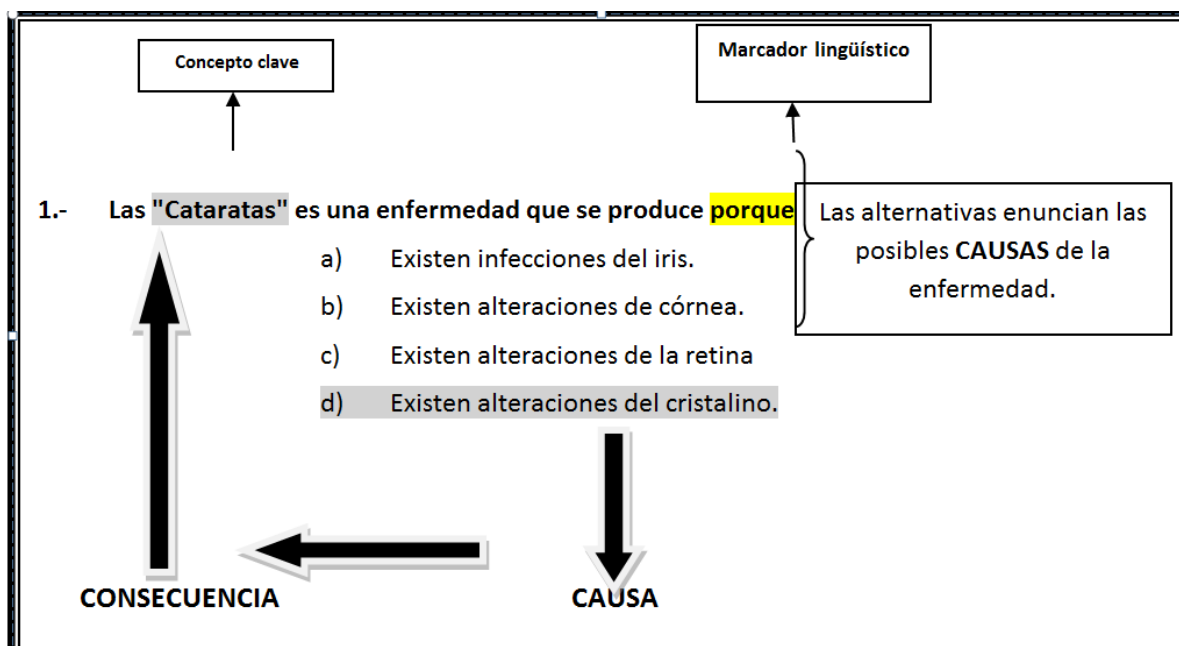 Concepto clave
Marcador lingüístico
1.- Las "Cataratas" es una enfermedad que se produce porque
a) Existen infecciones del iris.
b) Existen alteraciones de córnea.
c) Existen alteraciones de la retina
d) Existen alteraciones del cristalino.
Las alternativas enuncian las
posibles CAUSAS de la
enfermedad.
CONSECUENCIA
CAUSA